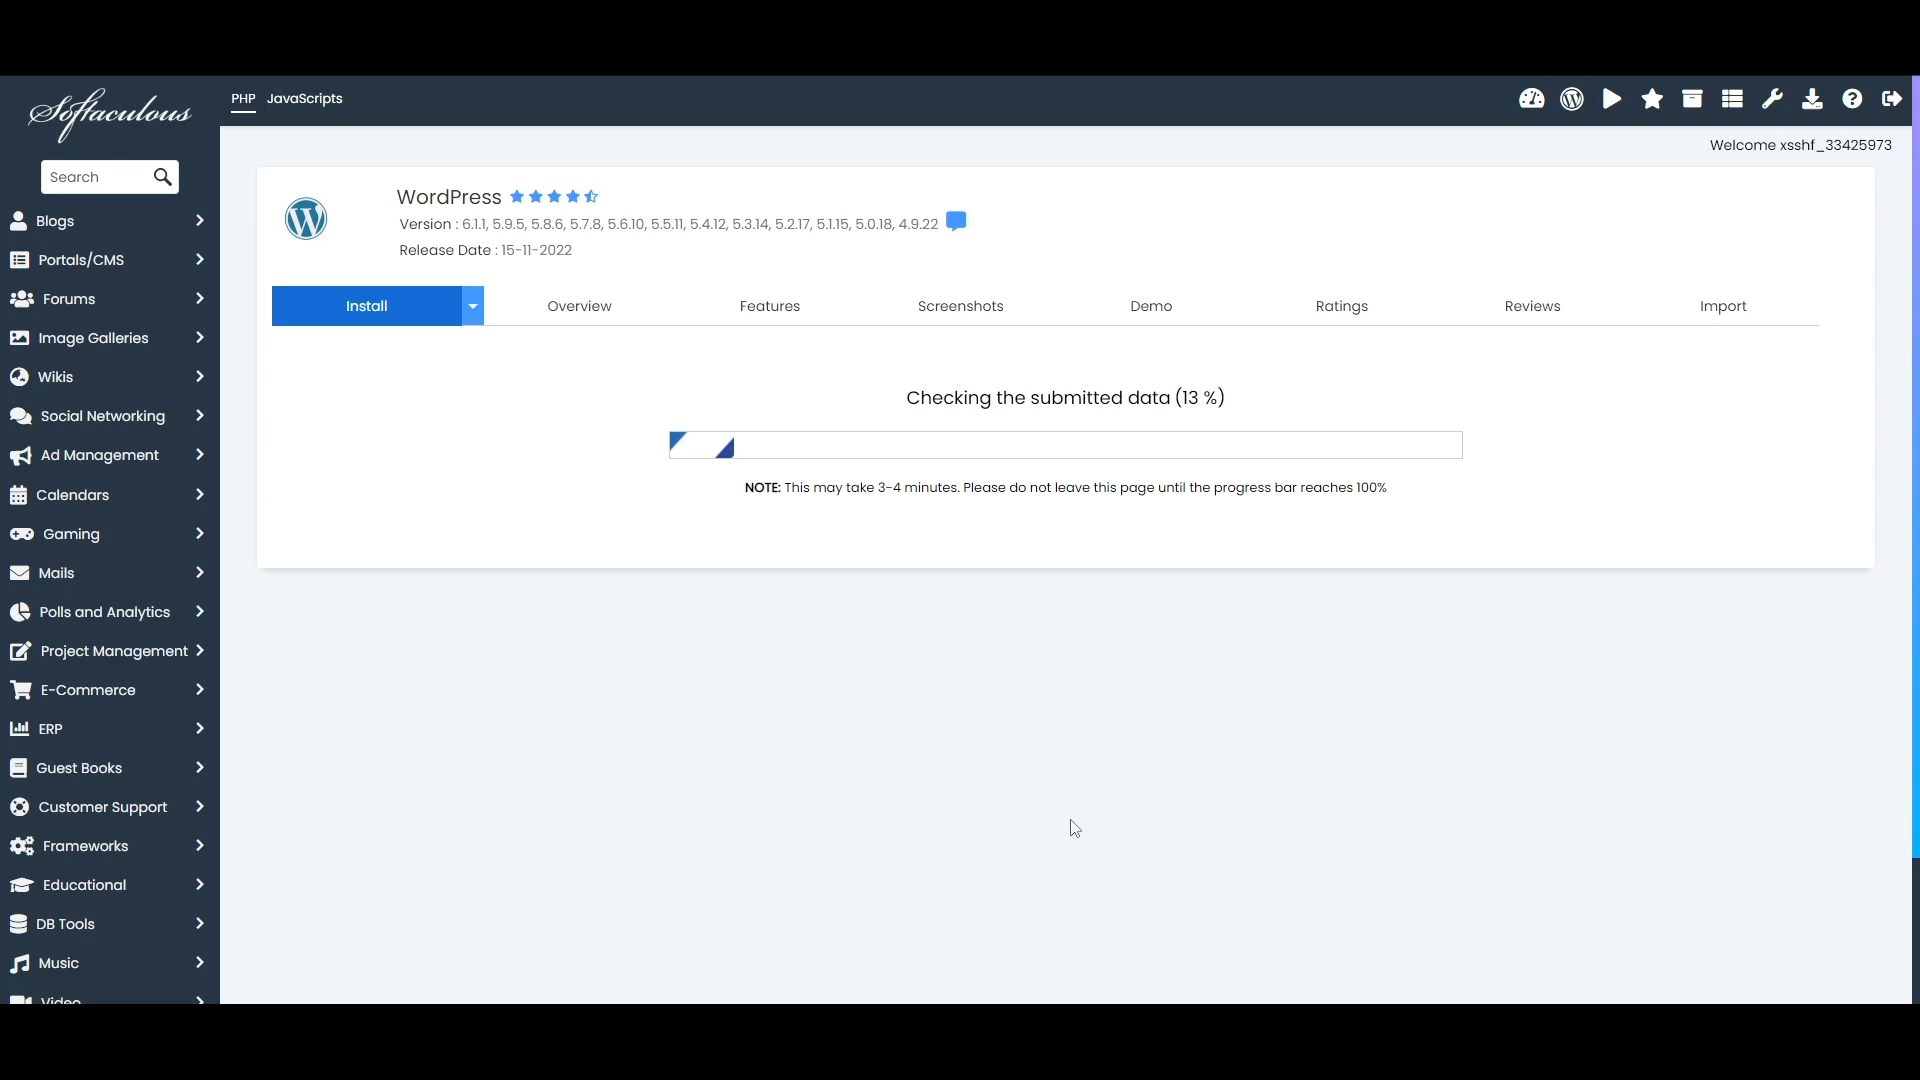 Softaculous
PHP JavaScripts
Welcome xsshf_33425973
Search
Blogs
Portals/CMS
Forums
Image Galleries
Wikis
Social Networking
Ad Management
Calendars
Gaming
Mails
Polls and Analytics
Project Management
E-Commerce
ERP
Guest Books
Customer Support
Frameworks
Educational
DB Tools
Music
Video
WordPress
Version : 6.1.1, 5.9.5, 5.8.6, 5.7.8, 5.6.10, 5.5.11, 5.4.12, 5.3.14, 5.2.17, 5.1.15, 5.0.18, 4.9.22
Release Date : 15-11-2022
Install Overview Features Screenshots Demo Ratings Reviews Import
Checking the submitted data (13 %)
NOTE: This may take 3-4 minutes. Please do not leave this page until the progress bar reaches 100%